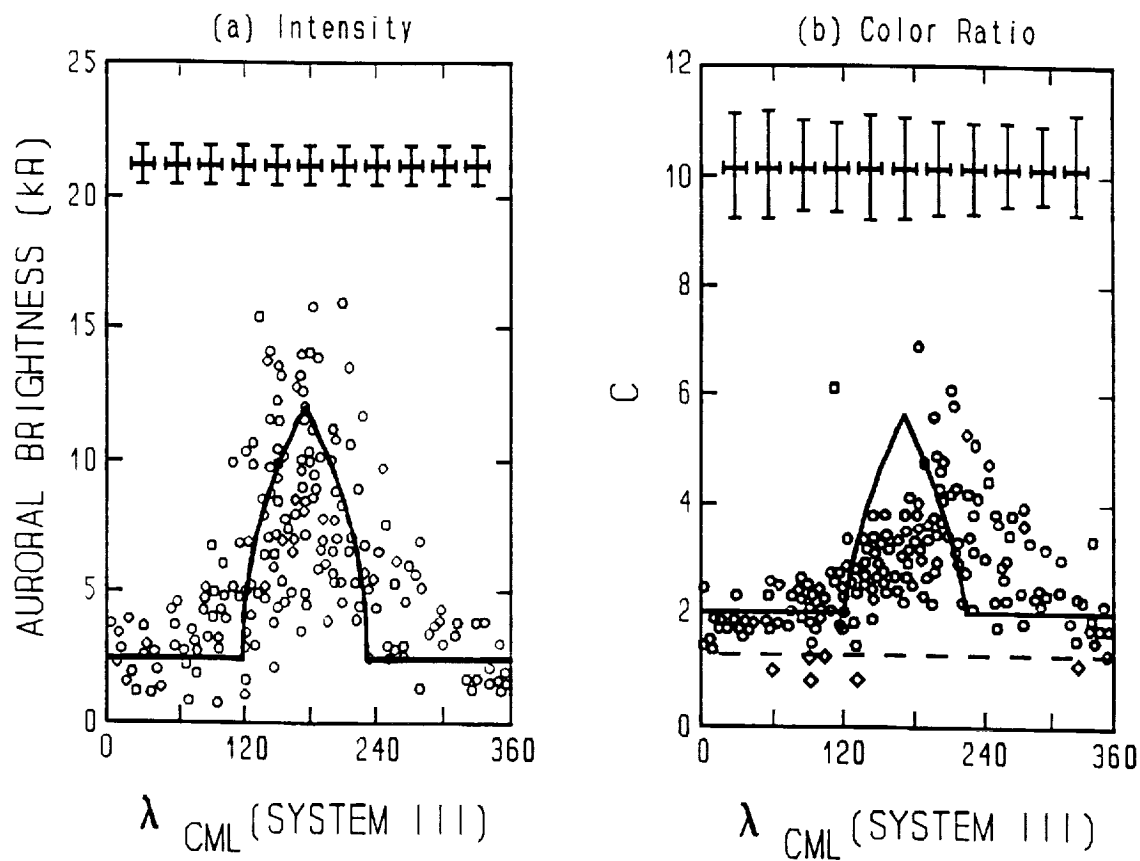 (a) Intensity
25
20
15
10
5
0
0 120 240 360
AURORAL BRIGHTNESS (kR)
λ CML (SYSTEM III)
(b) Color Ratio
12
10
8
6
4
2
0
0 120 240 360
C
λ CML (SYSTEM III)